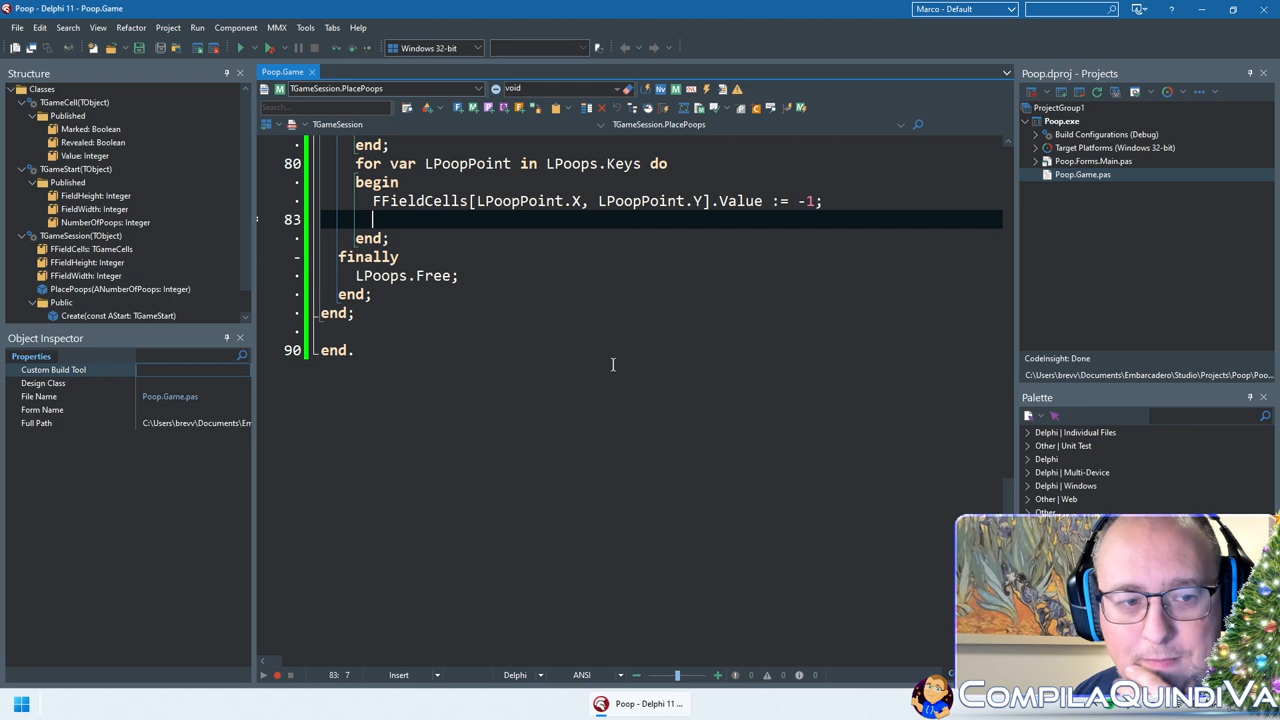 Poop - Delphi 11 - Poop.Game
Marco - Default
File Edit Search View Refactor Project Run Component MMX Tools Tabs Help
Windows 32-bit
Structure
Classes
TGameCell(TObject)
Published
Marked: Boolean
Revealed: Boolean
Value: Integer
TGameStart(TObject)
Published
FieldHeight: Integer
FieldWidth: Integer
NumberOfPoops: Integer
TGameSession(TObject)
FFieldCells: TGameCells
FFieldHeight: Integer
FFieldWidth: Integer
PlacePoops(ANumberOfPoops: Integer)
Public
Create(const AStart: TGameStart)
Object Inspector
Properties
Custom Build Tool
Design Class
File Name Poop.Game.pas
Form Name
Full Path C:\Users\brevv\Documents\Emb
Poop.Game
TGameSession.PlacePoops
void
Search...
TGameSession
TGameSession.PlacePoops
end;
80 for var LPoopPoint in LPoops.Keys do
begin
FFieldCells[LPoopPoint.X, LPoopPoint.Y].Value := -1;
83
end;
finally
LPoops.Free;
end;
end;
90 end.
83: 7 Insert Delphi ANSI 0 0 0
Poop.dproj - Projects
ProjectGroup1
Poop.exe
Build Configurations (Debug)
Target Platforms (Windows 32-bit)
Poop.Forms.Main.pas
Poop.Game.pas
CodeInsight: Done
C:\Users\brevv\Documents\Embarcadero\Studio\Projects\Poop\Poo...
Palette
Delphi | Individual Files
Other | Unit Test
Delphi
Delphi | Multi-Device
Delphi | Windows
Other | Web
Other
COMPILAQUINDIVA
Poop - Delphi 11 ...